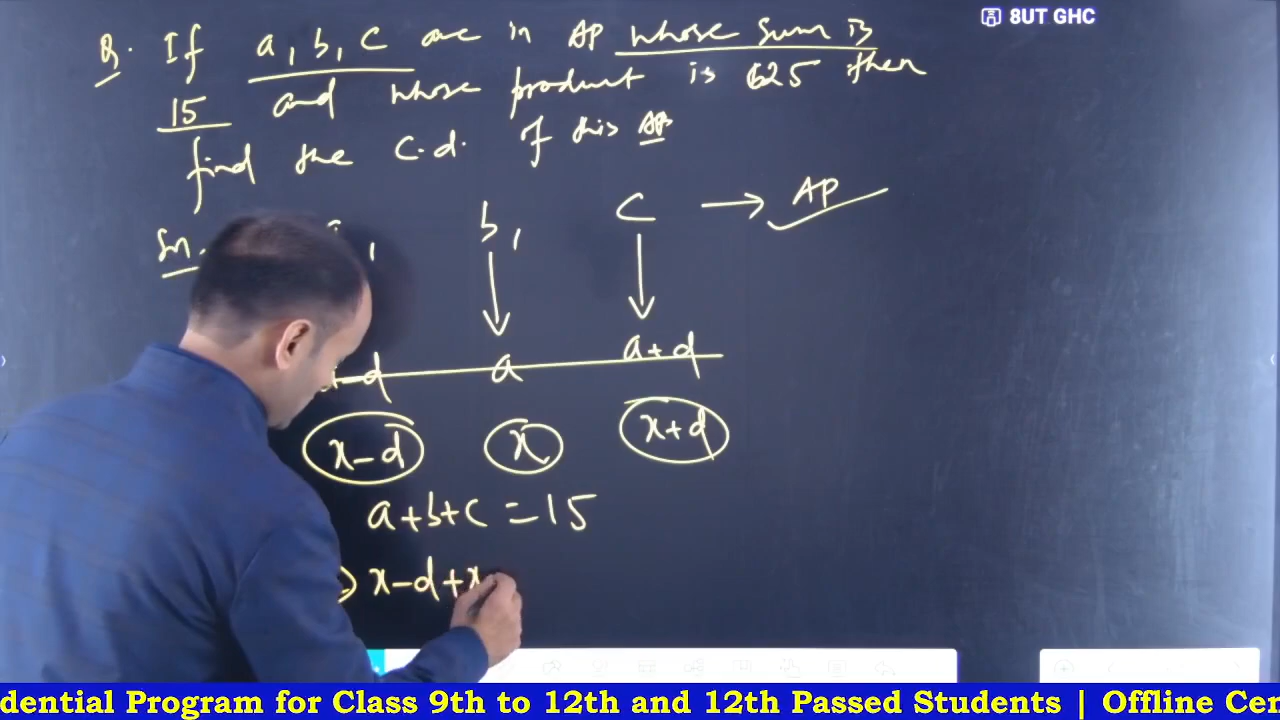 8UT GHC
Q. If a, b, c are in AP whose sum is
15 and whose product is 625 then
find the C.d. of this AP
Sn.
b, c → AP
a-d a a+d
x-d x x+d
a+b+c = 15
x-d+x
dential Program for Class 9th to 12th and 12th Passed Students | Offline Cen